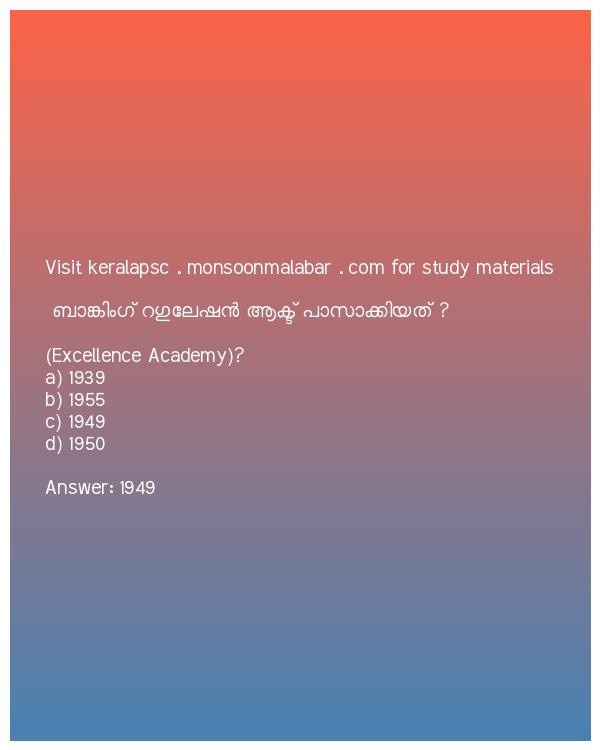 Visit keralapsc . monsoonmalabar . com for study materials
ബാങ്കിംഗ് റഗുലേഷൻ ആക്ട് പാസാക്കിയത് ?
(Excellence Academy)?
a) 1939
b) 1955
c) 1949
d) 1950
Answer: 1949